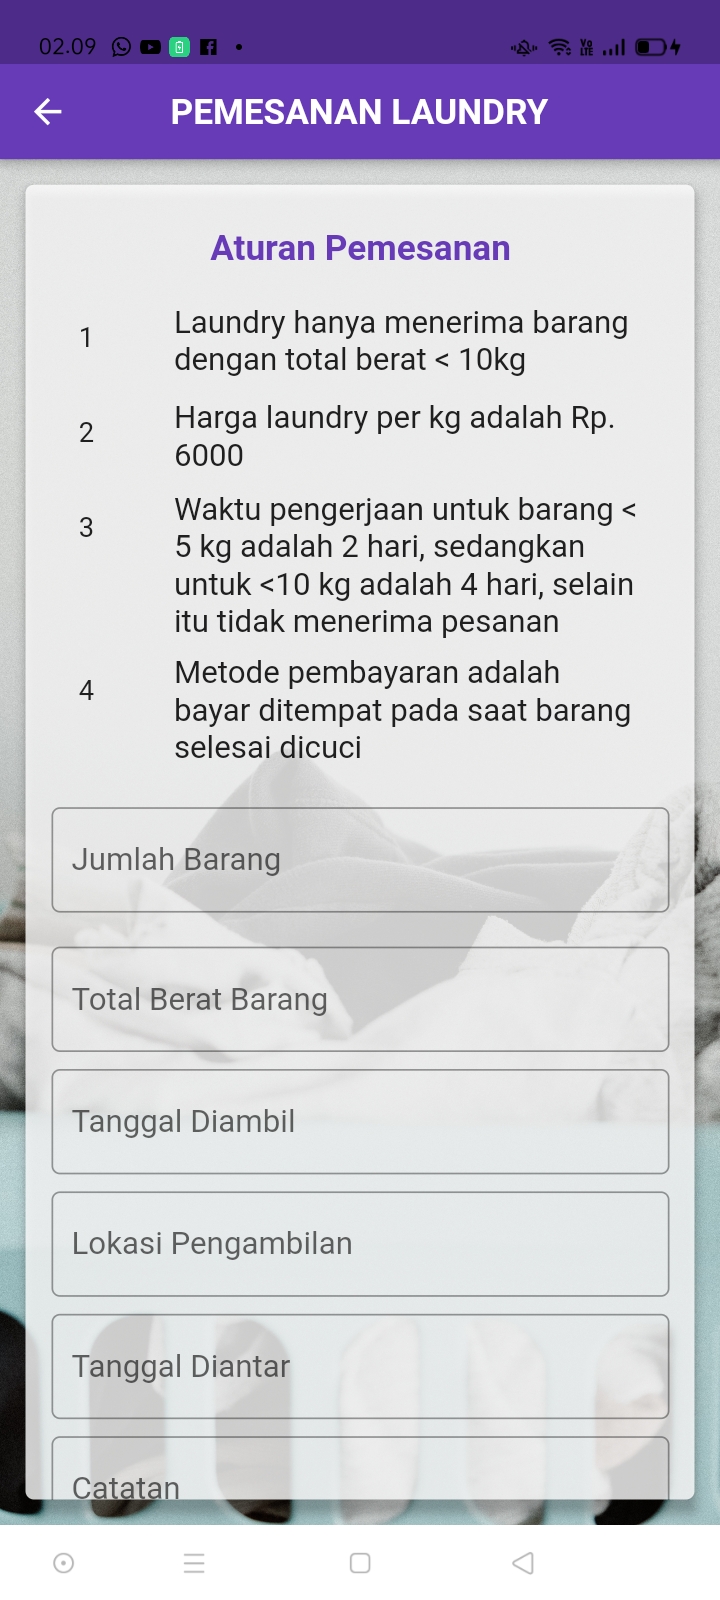 02.09
PEMESANAN LAUNDRY
Aturan Pemesanan
1 Laundry hanya menerima barang
dengan total berat < 10kg
2 Harga laundry per kg adalah Rp.
6000
3 Waktu pengerjaan untuk barang <
5 kg adalah 2 hari, sedangkan
untuk <10 kg adalah 4 hari, selain
itu tidak menerima pesanan
4 Metode pembayaran adalah
bayar ditempat pada saat barang
selesai dicuci
Jumlah Barang
Total Berat Barang
Tanggal Diambil
Lokasi Pengambilan
Tanggal Diantar
Catatan